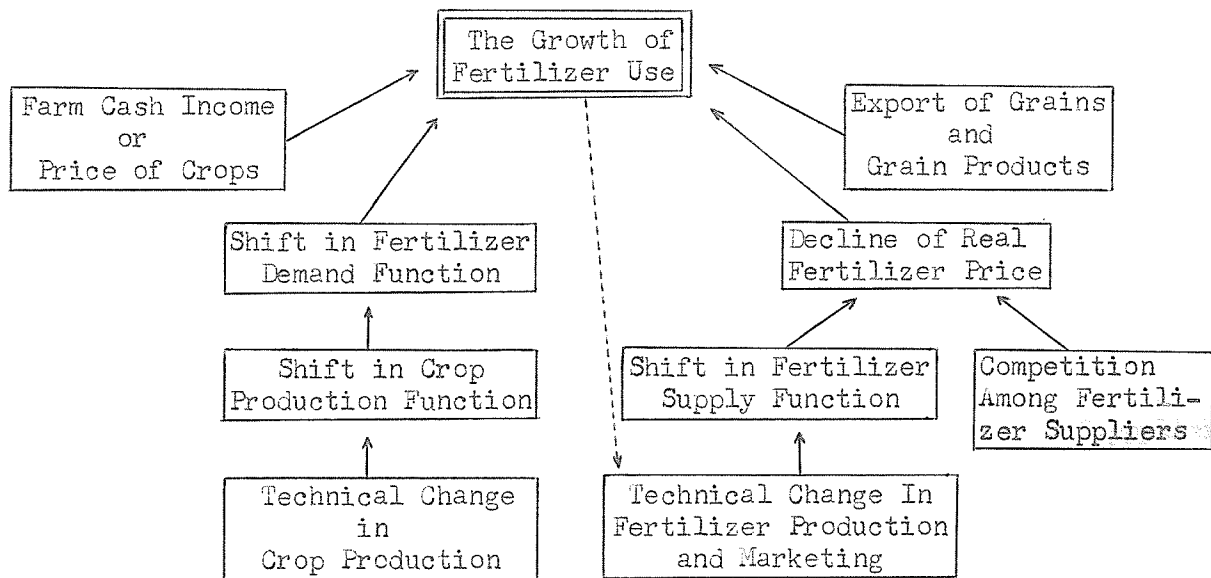 The Growth of
Fertilizer Use
Farm Cash Income
or
Price of Crops
Export of Grains
and
Grain Products
Shift in Fertilizer
Demand Function
Decline of Real
Fertilizer Price
Shift in Crop
Production Function
Shift in Fertilizer
Supply Function
Competition
Among Fertili-
zer Suppliers
Technical Change
in
Crop Production
Technical Change In
Fertilizer Production
and Marketing